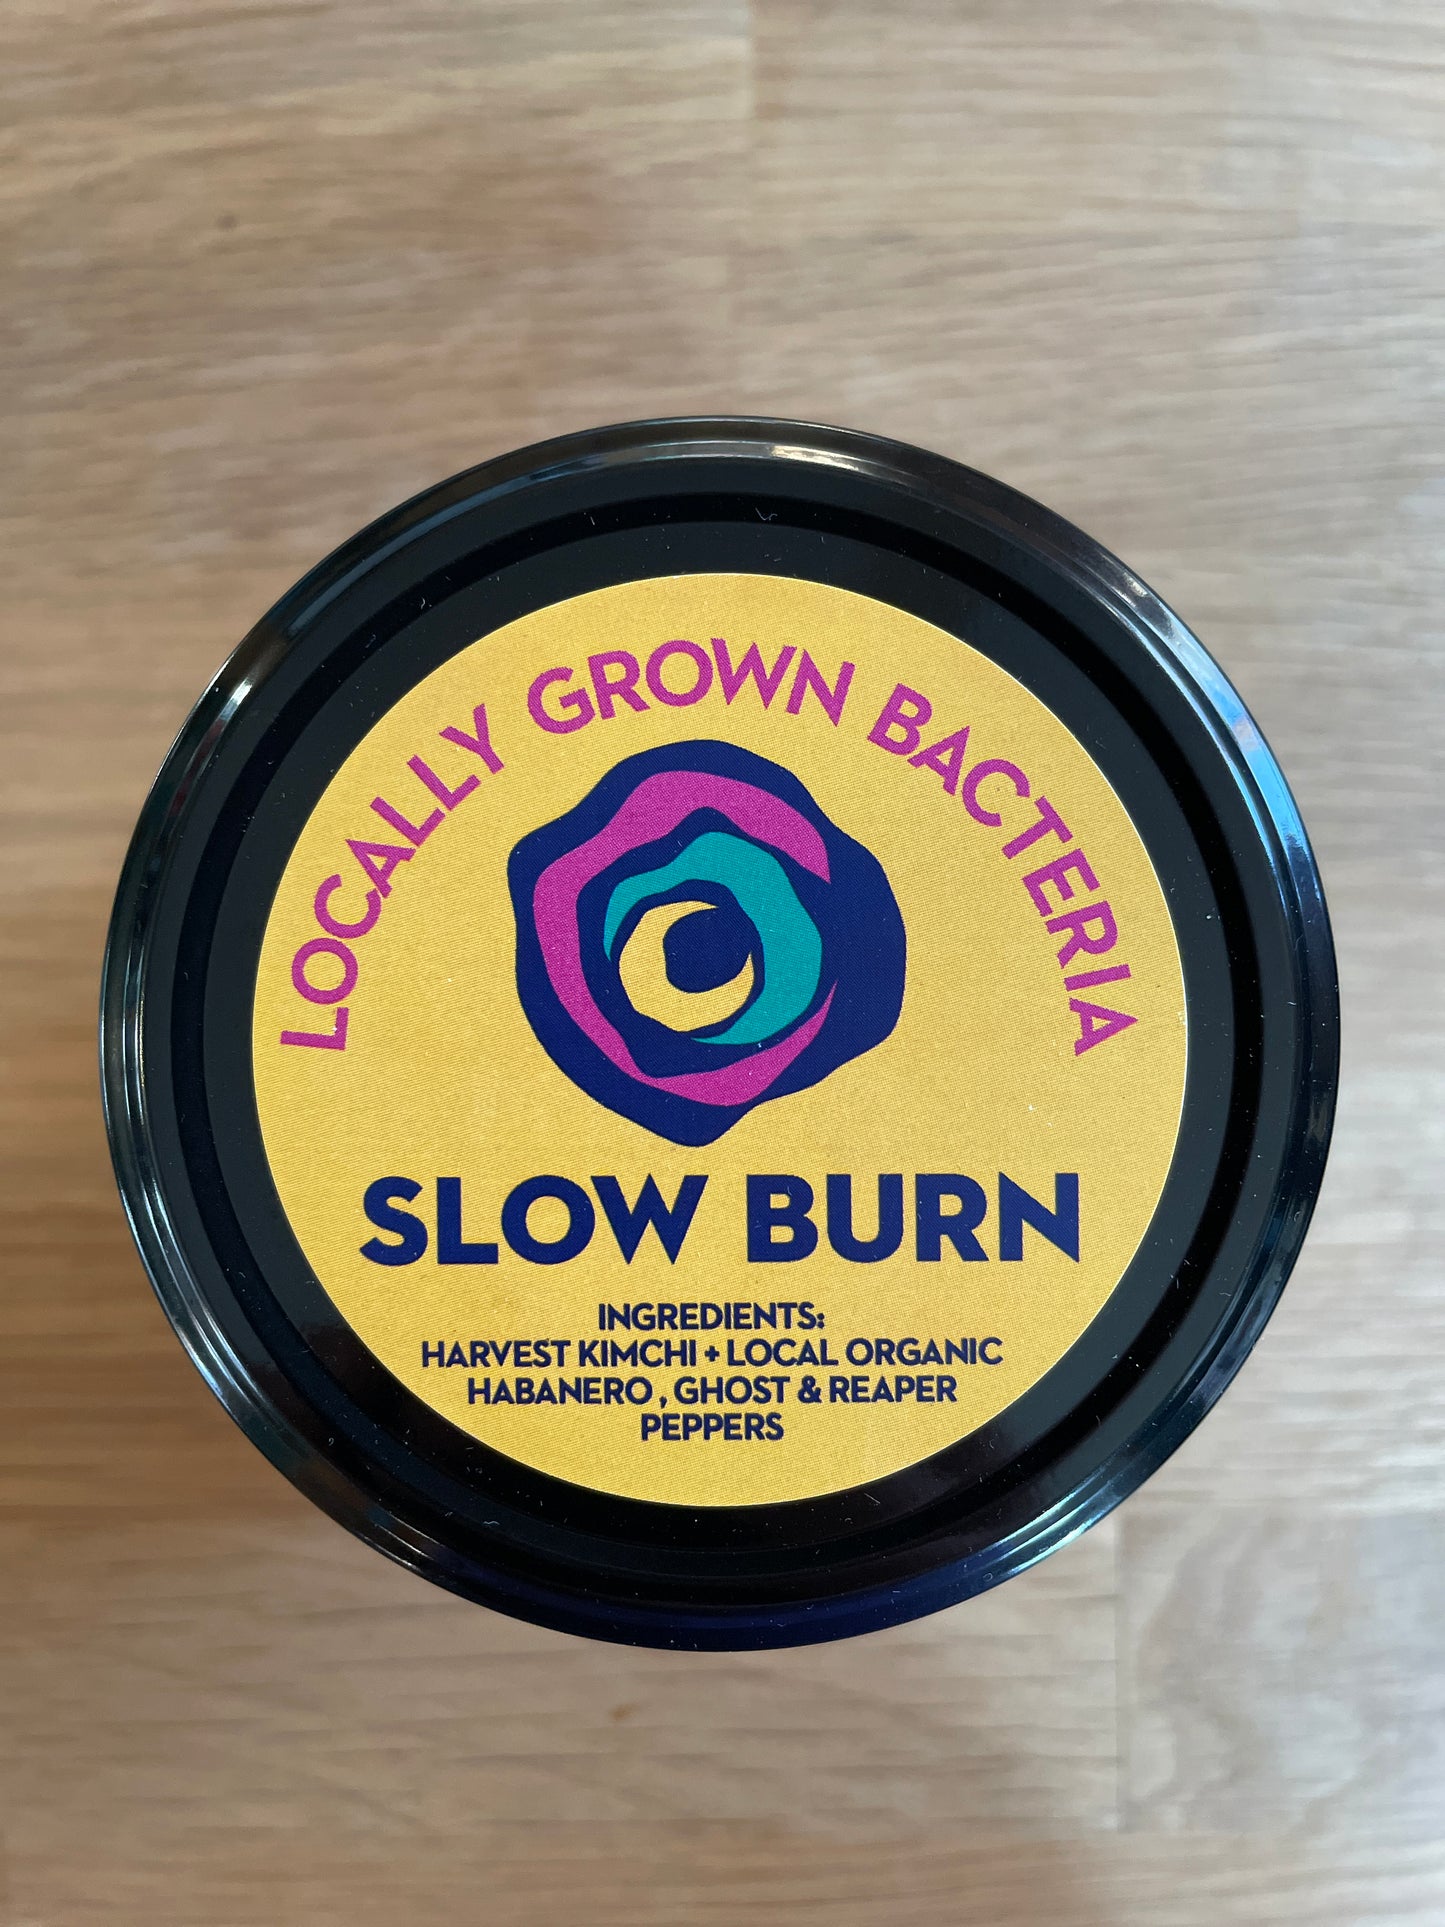 LOCALLY GROWN BACTERIA
SLOW BURN
INGREDIENTS:
HARVEST KIMCHI + LOCAL ORGANIC
HABANERO , GHOST & REAPER
PEPPERS